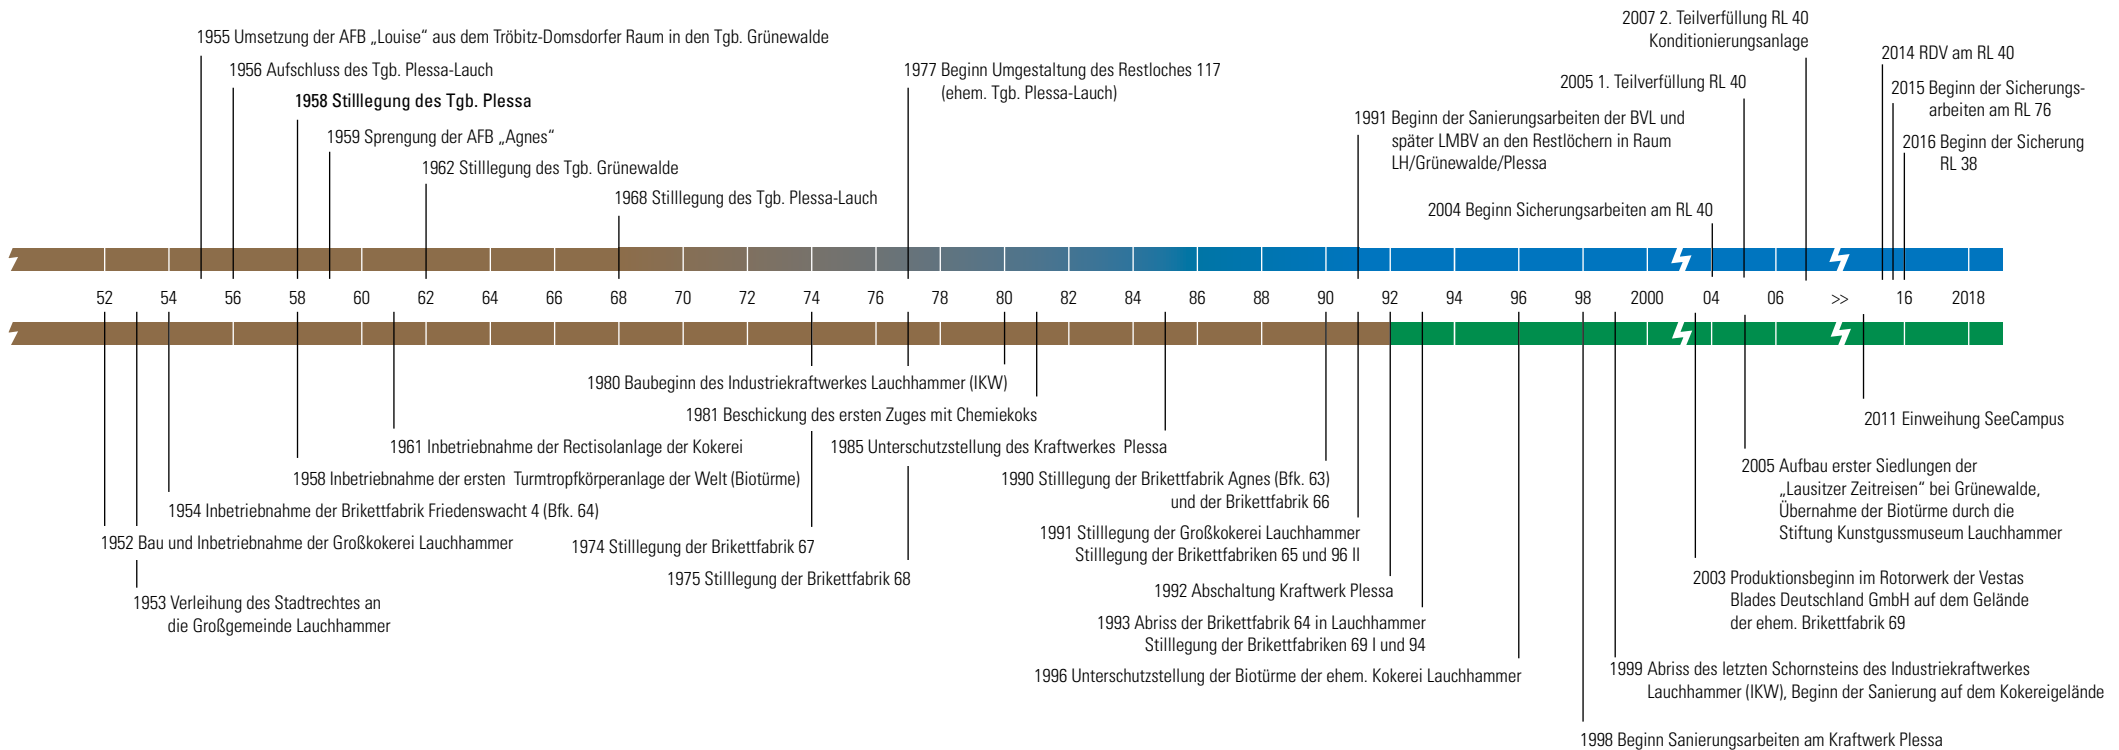 1955 Umsetzung der AFB „Louise“ aus dem Tröbitz-Domsdorfer Raum in den Tgb. Grünewalde
1956 Aufschluss des Tgb. Plessa-Lauch
1958 Stilllegung des Tgb. Plessa
1959 Sprengung der AFB „Agnes“
1962 Stilllegung des Tgb. Grünewalde
1968 Stilllegung des Tgb. Plessa-Lauch
1977 Beginn Umgestaltung des Restloches 117
(ehem. Tgb. Plessa-Lauch)
1991 Beginn der Sanierungsarbeiten der BVL und
später LMBV an den Restlöchern in Raum
LH/Grünewalde/Plessa
2004 Beginn Sicherungsarbeiten am RL 40
2005 1. Teilverfüllung RL 40
2007 2. Teilverfüllung RL 40
Konditionierungsanlage
2014 RDV am RL 40
2015 Beginn der Sicherungs-
arbeiten am RL 76
2016 Beginn der Sicherung
RL 38
52 54 56 58 60 62 64 66 68 70 72 74 76 78 80 82 84 86 88 90 92 94 96 98 2000 04 06 >> 16 2018
1980 Baubeginn des Industriekraftwerkes Lauchhammer (IKW)
1981 Beschickung des ersten Zuges mit Chemiekoks
1961 Inbetriebnahme der Rectisolanlage der Kokerei
1985 Unterschutzstellung des Kraftwerkes Plessa
1958 Inbetriebnahme der ersten Turmtropfkörperanlage der Welt (Biotürme)
1990 Stilllegung der Brikettfabrik Agnes (Bfk. 63)
und der Brikettfabrik 66
1954 Inbetriebnahme der Brikettfabrik Friedenswacht 4 (Bfk. 64)
1952 Bau und Inbetriebnahme der Großkokerei Lauchhammer
1974 Stilllegung der Brikettfabrik 67
1991 Stilllegung der Großkokerei Lauchhammer
Stilllegung der Brikettfabriken 65 und 96 II
1975 Stilllegung der Brikettfabrik 68
1992 Abschaltung Kraftwerk Plessa
1953 Verleihung des Stadtrechtes an
die Großgemeinde Lauchhammer
1993 Abriss der Brikettfabrik 64 in Lauchhammer
Stilllegung der Brikettfabriken 69 I und 94
1996 Unterschutzstellung der Biotürme der ehem. Kokerei Lauchhammer
2011 Einweihung SeeCampus
2005 Aufbau erster Siedlungen der
„Lausitzer Zeitreisen“ bei Grünewalde,
Übernahme der Biotürme durch die
Stiftung Kunstgussmuseum Lauchhammer
2003 Produktionsbeginn im Rotorwerk der Vestas
Blades Deutschland GmbH auf dem Gelände
der ehem. Brikettfabrik 69
1999 Abriss des letzten Schornsteins des Industriekraftwerkes
Lauchhammer (IKW), Beginn der Sanierung auf dem Kokereigelände
1998 Beginn Sanierungsarbeiten am Kraftwerk Plessa